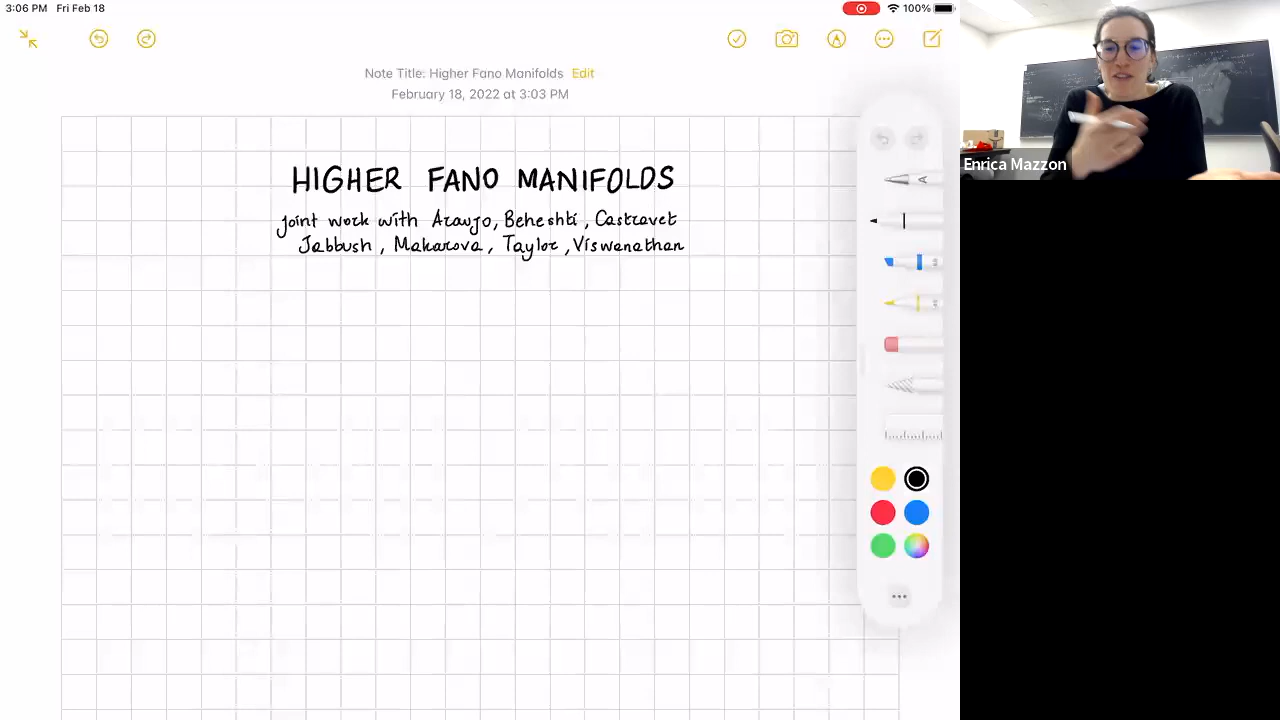 3:06 PM Fri Feb 18
100%
Note Title: Higher Fano Manifolds Edit
February 18, 2022 at 3:03 PM
HIGHER FANO MANIFOLDS
joint work with Araujo, Beheshti, Castravet
Jabbush, Makarova, Taylor, Viswanathan
Enrica Mazzon